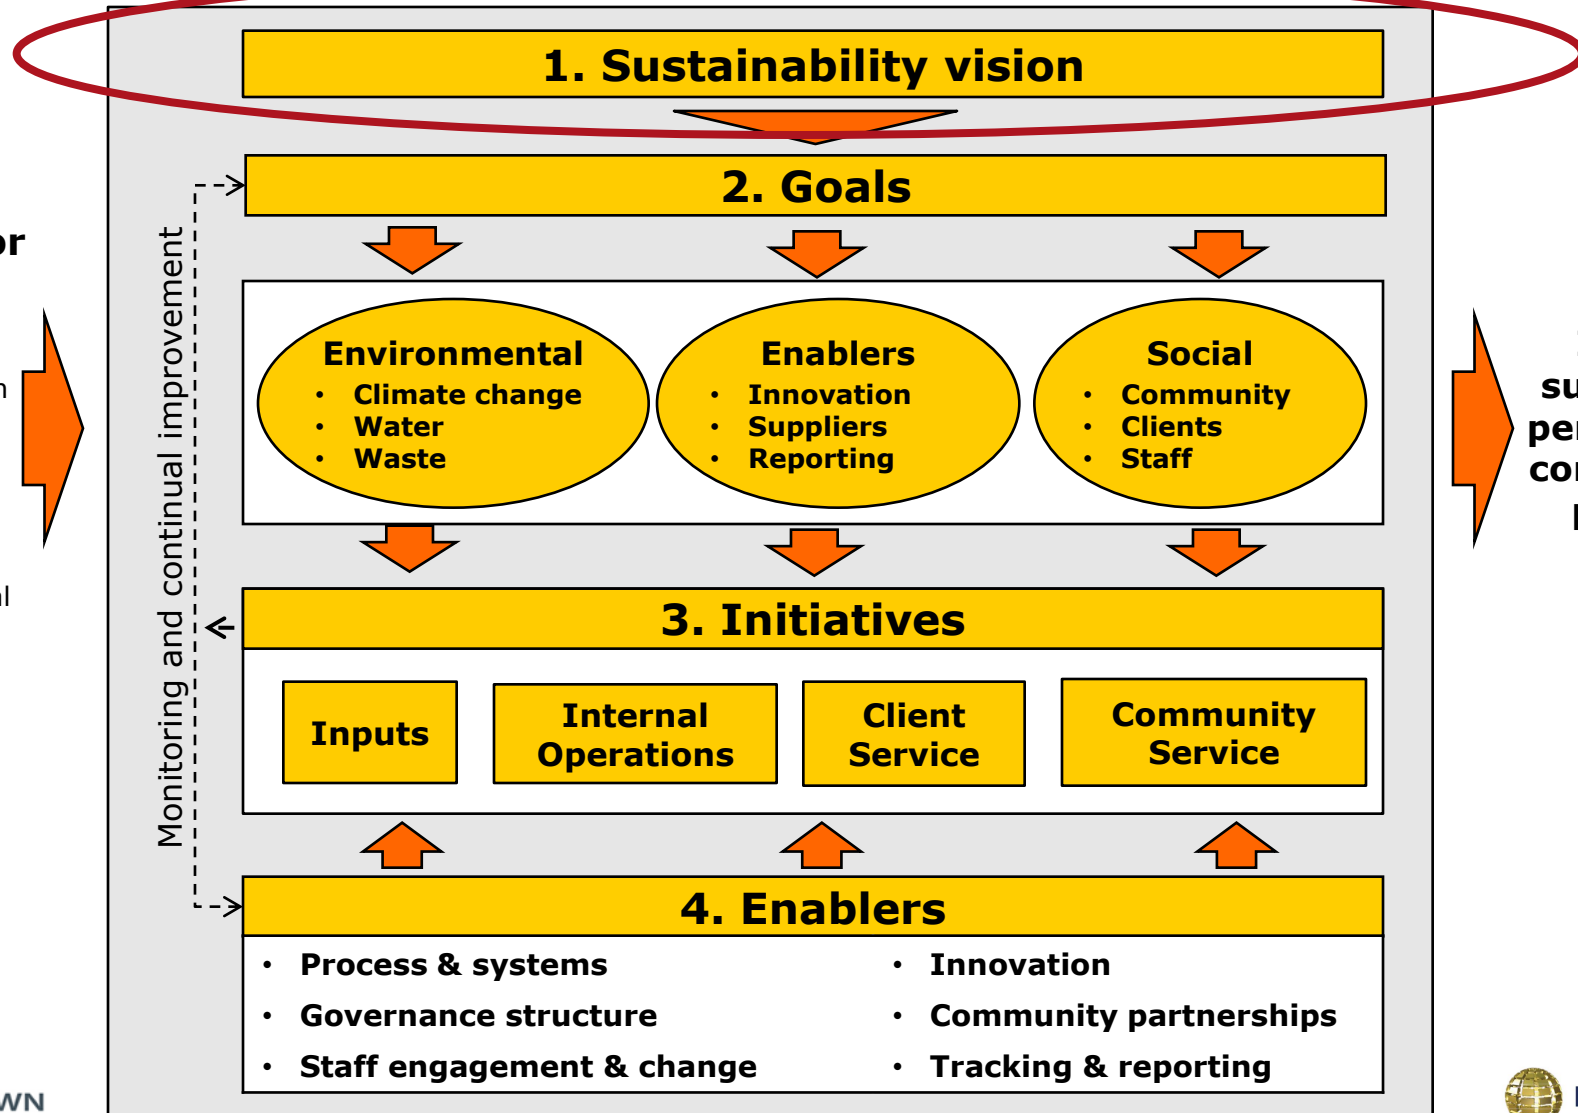 1. Sustainability vision
2. Goals
Monitoring and continual improvement
Environmental
• Climate change
• Water
• Waste
Enablers
• Innovation
• Suppliers
• Reporting
Social
• Community
• Clients
• Staff
3. Initiatives
Inputs
Internal
Operations
Client
Service
Community
Service
4. Enablers
• Process & systems
• Governance structure
• Staff engagement & change
• Innovation
• Community partnerships
• Tracking & reporting